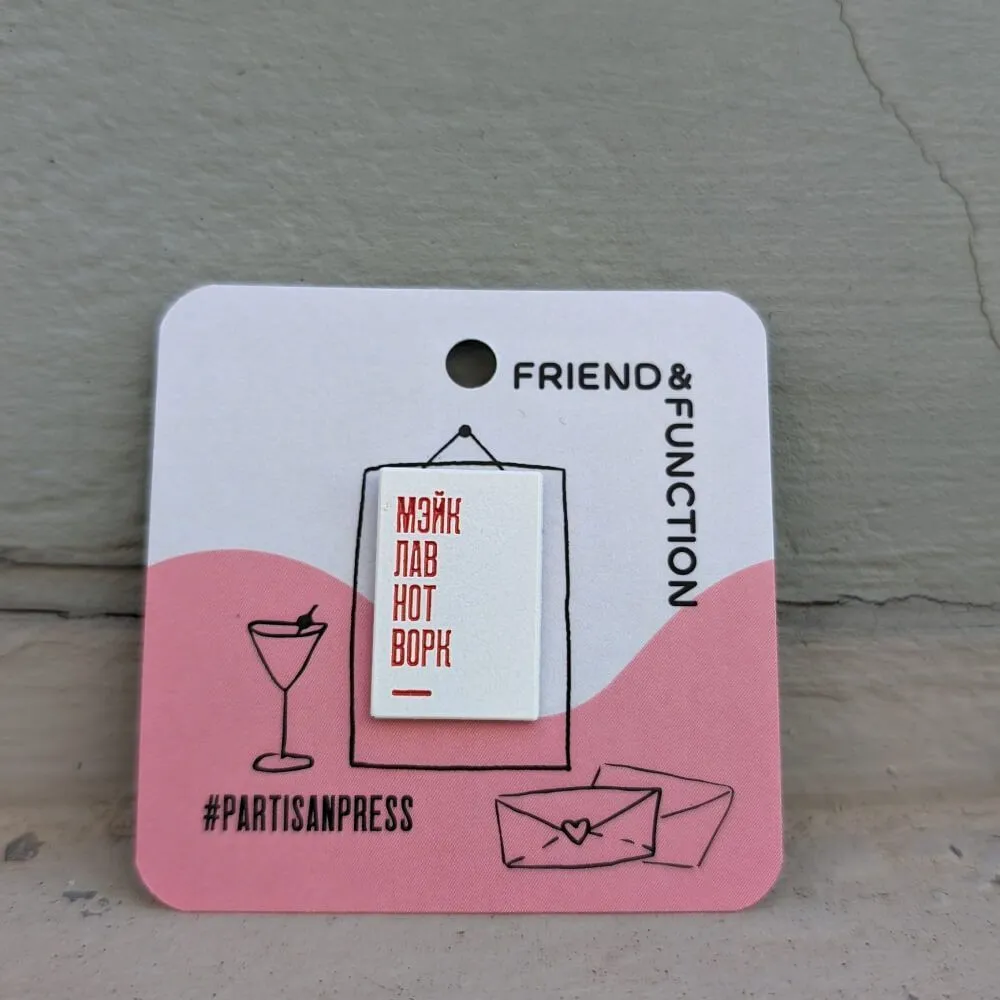 FRIEND &
FUNCTION
МЭЙК
ЛАВ
НОТ
ВОРК
#PARTISANPRESS